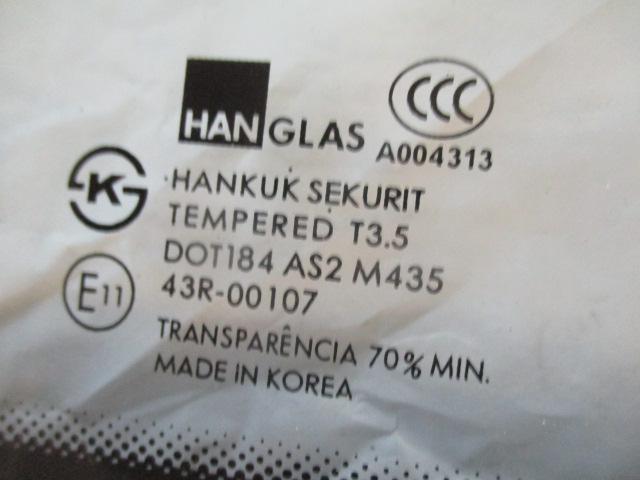 HANGLAS
CCC
A004313
K
HANKUK SEKURIT
TEMPERED T3.5
DOT184 AS2 M435
E11
43R-00107
TRANSPARÊNCIA 70% MIN.
MADE IN KOREA